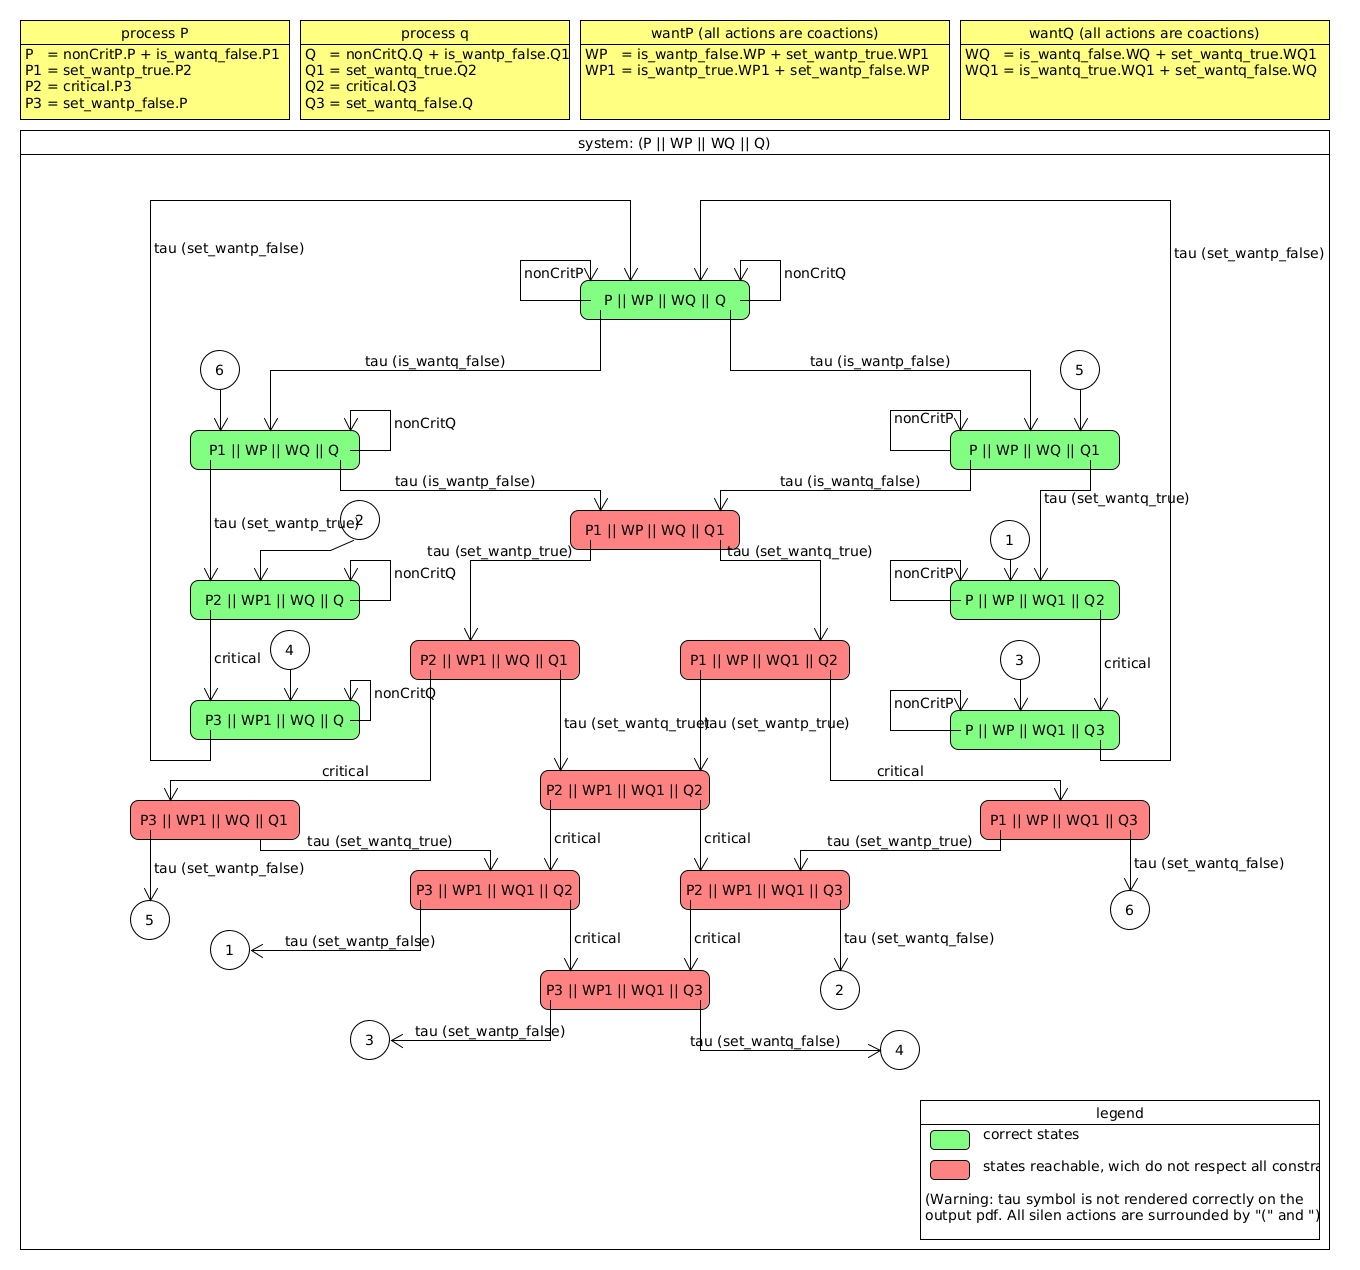 process P
P   = nonCritP.P + is_wantq_false.P1
P1 = set_wantp_true.P2
P2 = critical.P3
P3 = set_wantp_false.P
process q
Q   = nonCritQ.Q + is_wantp_false.Q1
Q1 = set_wantq_true.Q2
Q2 = critical.Q3
Q3 = set_wantq_false.Q
wantP (all actions are coactions)
WP   = is_wantp_false.WP + set_wantp_true.WP1
WP1 = is_wantp_true.WP1 + set_wantp_false.WP
wantQ (all actions are coactions)
WQ   = is_wantq_false.WQ + set_wantq_true.WQ1
WQ1 = is_wantq_true.WQ1 + set_wantq_false.WQ
system: (P || WP || WQ || Q)
tau (set_wantp_false)
tau (set_wantp_false)
nonCritP
nonCritQ
P || WP || WQ || Q
tau (is_wantq_false)
tau (is_wantp_false)
6
5
nonCritQ
nonCritP
P1 || WP || WQ || Q
P || WP || WQ || Q1
tau (is_wantp_false)
tau (is_wantq_false)
tau (set_wantq_true)
tau (set_wantp_true)
2
P1 || WP || WQ || Q1
1
tau (set_wantp_true)
tau (set_wantq_true)
nonCritQ
nonCritP
P2 || WP1 || WQ || Q
P || WP || WQ1 || Q2
critical
4
P2 || WP1 || WQ || Q1
P1 || WP || WQ1 || Q2
3
critical
nonCritQ
nonCritP
P3 || WP1 || WQ || Q
tau (set_wantq_true)
tau (set_wantp_true)
P || WP || WQ1 || Q3
critical
critical
P2 || WP1 || WQ1 || Q2
P3 || WP1 || WQ || Q1
P1 || WP || WQ1 || Q3
tau (set_wantq_true)
critical
critical
tau (set_wantp_true)
tau (set_wantp_false)
tau (set_wantq_false)
P3 || WP1 || WQ1 || Q2
P2 || WP1 || WQ1 || Q3
5
6
1
tau (set_wantp_false)
critical
critical
tau (set_wantq_false)
P3 || WP1 || WQ1 || Q3
2
3
tau (set_wantp_false)
tau (set_wantq_false)
4
legend
correct states
states reachable, wich do not respect all constra
(Warning: tau symbol is not rendered correctly on the
output pdf. All silen actions are surrounded by "(" and ")